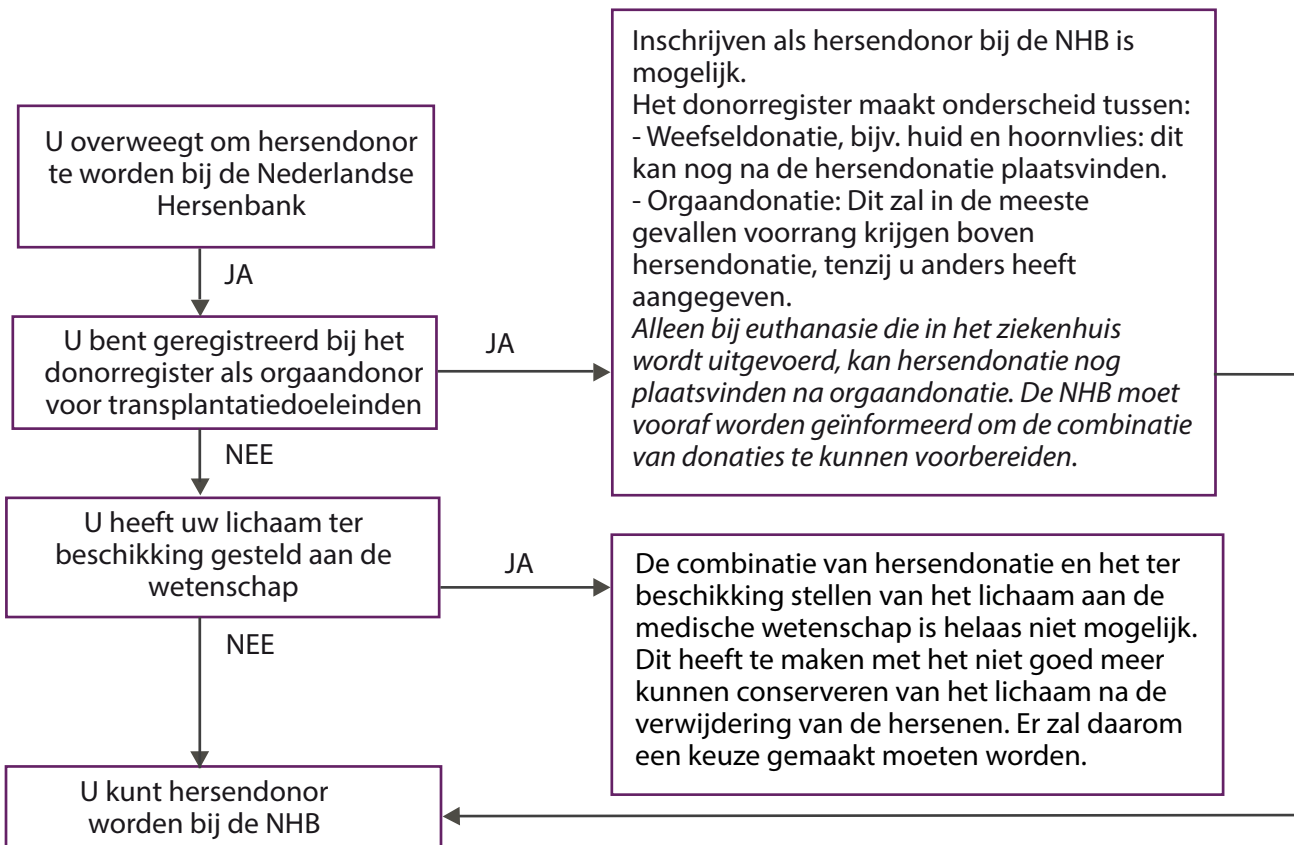 U overweegt om hersendonor
te worden bij de Nederlandse
Hersenbank
JA
U bent geregistreerd bij het
donorregister als orgaandonor
voor transplantatiedoeleinden
JA
Inschrijven als hersendonor bij de NHB is
mogelijk.
Het donorregister maakt onderscheid tussen:
- Weefseldonatie, bijv. huid en hoornvlies: dit
kan nog na de hersendonatie plaatsvinden.
- Orgaandonatie: Dit zal in de meeste
gevallen voorrang krijgen boven
hersendonatie, tenzij u anders heeft
aangegeven.
Alleen bij euthanasie die in het ziekenhuis
wordt uitgevoerd, kan hersendonatie nog
plaatsvinden na orgaandonatie. De NHB moet
vooraf worden geïnformeerd om de combinatie
van donaties te kunnen voorbereiden.
NEE
U heeft uw lichaam ter
beschikking gesteld aan de
wetenschap
JA
De combinatie van hersendonatie en het ter
beschikking stellen van het lichaam aan de
medische wetenschap is helaas niet mogelijk.
Dit heeft te maken met het niet goed meer
kunnen conserveren van het lichaam na de
verwijdering van de hersenen. Er zal daarom
een keuze gemaakt moeten worden.
NEE
U kunt hersendonor
worden bij de NHB